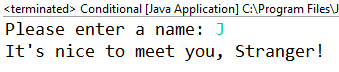 <terminated> Conditional [Java Application] C:\Program Files\J
Please enter a name: J
It's nice to meet you, Stranger!